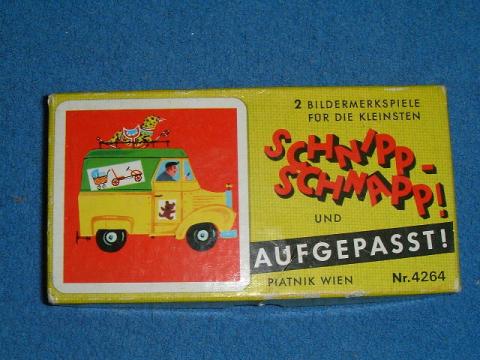 2 BILDERMERKSPIELE
FÜR DIE KLEINSTEN
SCHNIPP-
SCHNAPP!
UND
AUFGEPASST!
PIATNIK WIEN Nr.4264